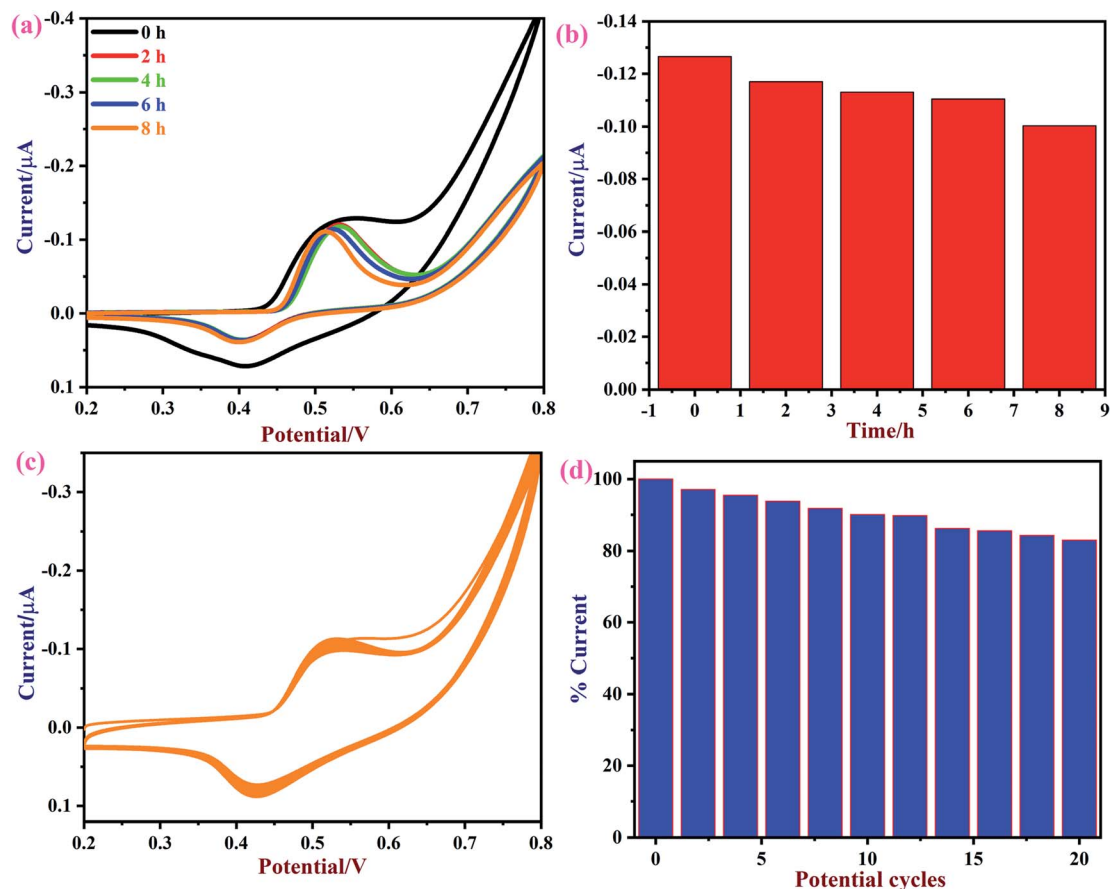 (a)
-0.4
-0.3
-0.2
-0.1
0.0
0.1
0.2 0.3 0.4 0.5 0.6 0.7 0.8
Current/μA
Potential/V
0 h
2 h
4 h
6 h
8 h
(b)
-0.14
-0.12
-0.10
-0.08
-0.06
-0.04
-0.02
0.00
-1 0 1 2 3 4 5 6 7 8 9
Current/μA
Time/h
(c)
-0.3
-0.2
-0.1
0.0
0.1
0.2 0.3 0.4 0.5 0.6 0.7 0.8
Current/μA
Potential/V
(d)
100
80
60
40
20
0
0 5 10 15 20
% Current
Potential cycles